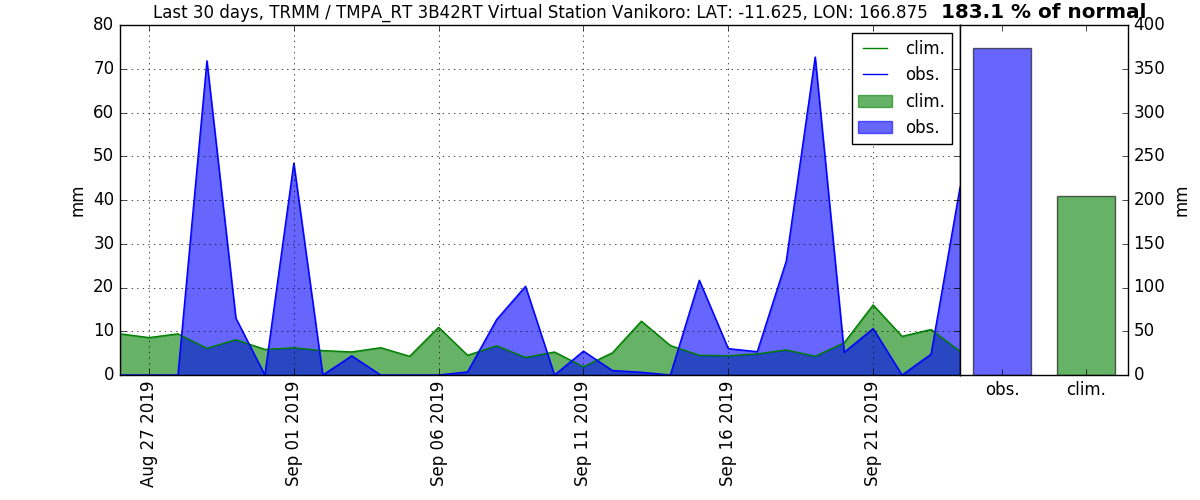 Last 30 days, TRMM / TMPA_RT 3B42RT Virtual Station Vanikoro: LAT: -11.625, LON: 166.875 183.1 % of normal
80
70
60
50
40
30
20
10
0
mm
clim.
obs.
clim.
obs.
400
350
300
250
200
150
100
50
0
mm
Aug 27 2019
Sep 01 2019
Sep 06 2019
Sep 11 2019
Sep 16 2019
Sep 21 2019
obs.
clim.